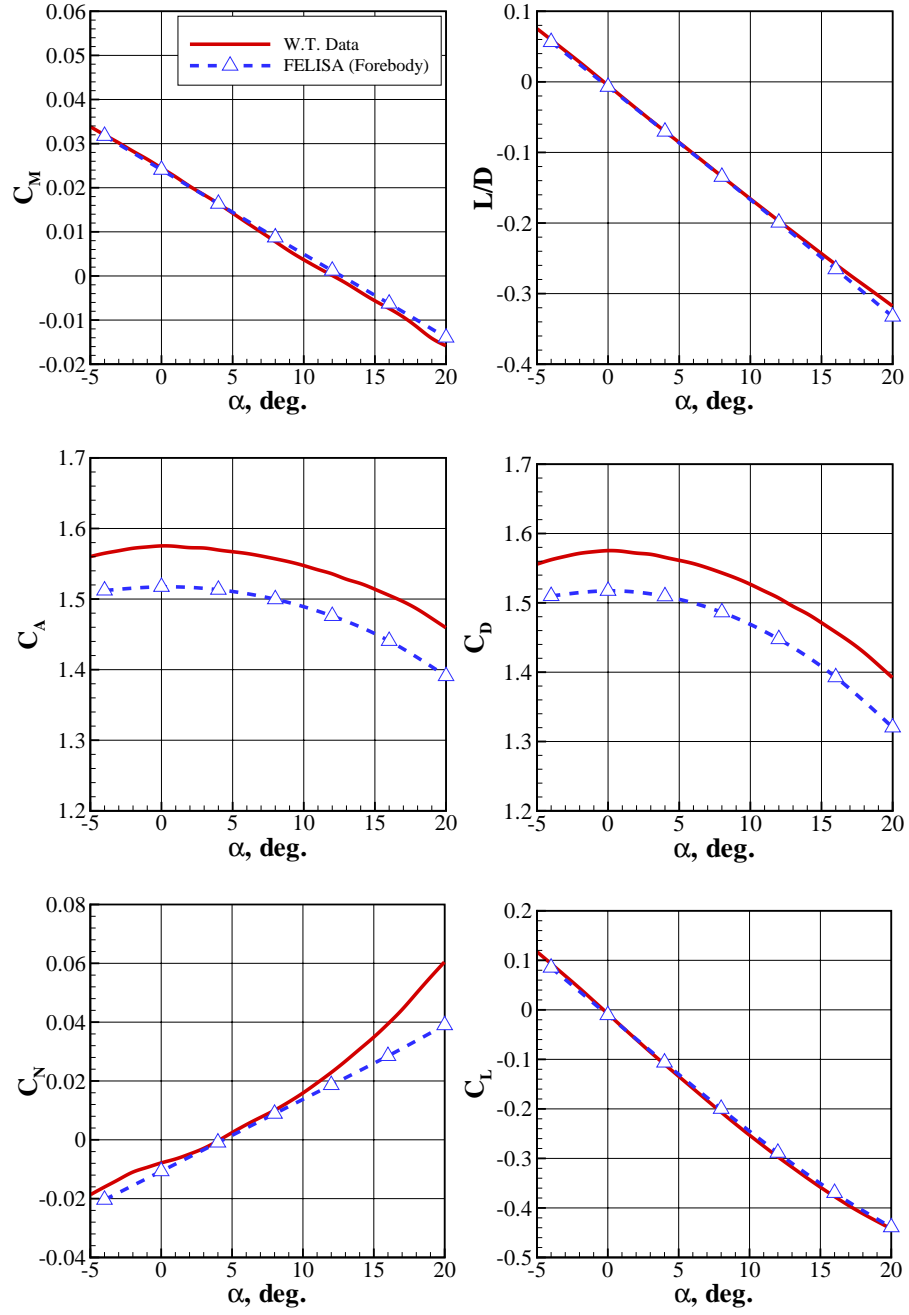 0.06
0.05
0.04
0.03
0.02
0.01
0
-0.01
-0.02
C_M
W.T. Data
FELISA (Forebody)
-5 0 5 10 15 20
α, deg.
0.1
0
-0.1
-0.2
-0.3
-0.4
L/D
-5 0 5 10 15 20
α, deg.
1.7
1.6
1.5
1.4
1.3
1.2
C_A
-5 0 5 10 15 20
α, deg.
1.7
1.6
1.5
1.4
1.3
1.2
C_D
-5 0 5 10 15 20
α, deg.
0.08
0.06
0.04
0.02
0
-0.02
-0.04
C_N
-5 0 5 10 15 20
α, deg.
0.2
0.1
0
-0.1
-0.2
-0.3
-0.4
-0.5
C_L
-5 0 5 10 15 20
α, deg.